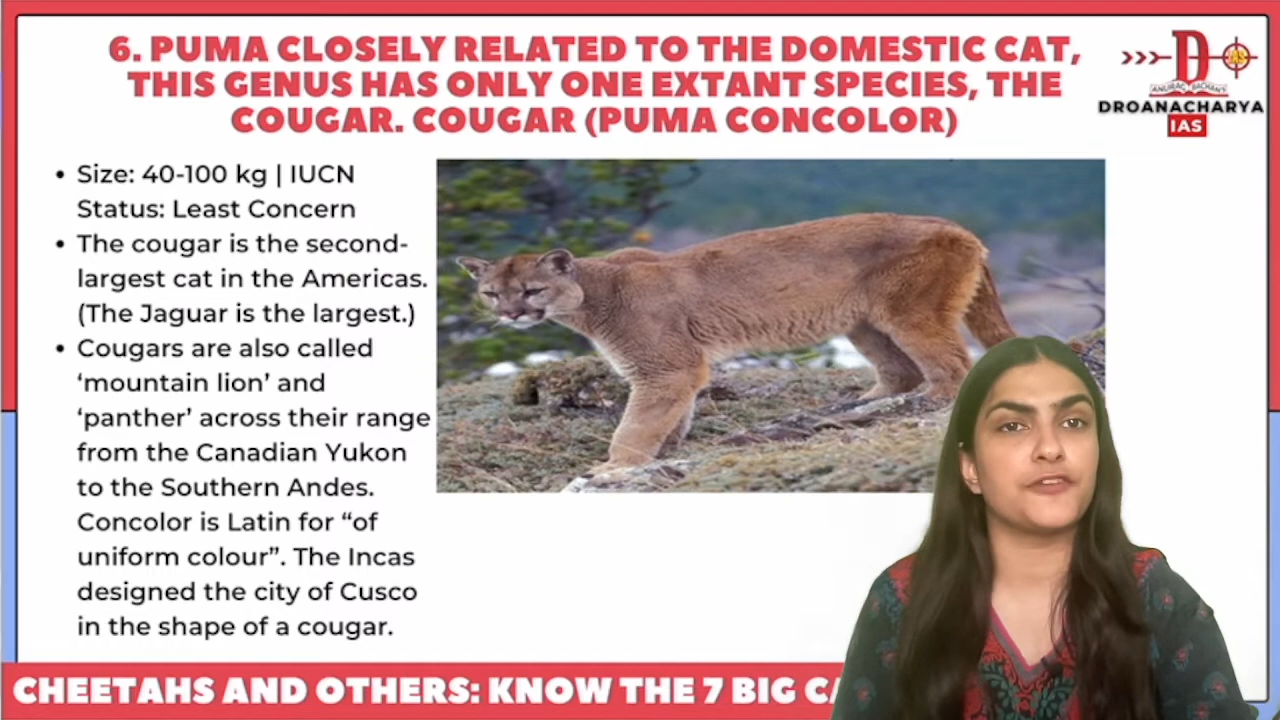 6. PUMA CLOSELY RELATED TO THE DOMESTIC CAT,
THIS GENUS HAS ONLY ONE EXTANT SPECIES, THE
COUGAR. COUGAR (PUMA CONCOLOR)
D
IAS
ANURAG BACHAN'S
DROANACHARYA
IAS
• Size: 40-100 kg | IUCN
Status: Least Concern
• The cougar is the second-
largest cat in the Americas.
(The Jaguar is the largest.)
• Cougars are also called
‘mountain lion’ and
‘panther’ across their range
from the Canadian Yukon
to the Southern Andes.
Concolor is Latin for “of
uniform colour”. The Incas
designed the city of Cusco
in the shape of a cougar.
CHEETAHS AND OTHERS: KNOW THE 7 BIG CA